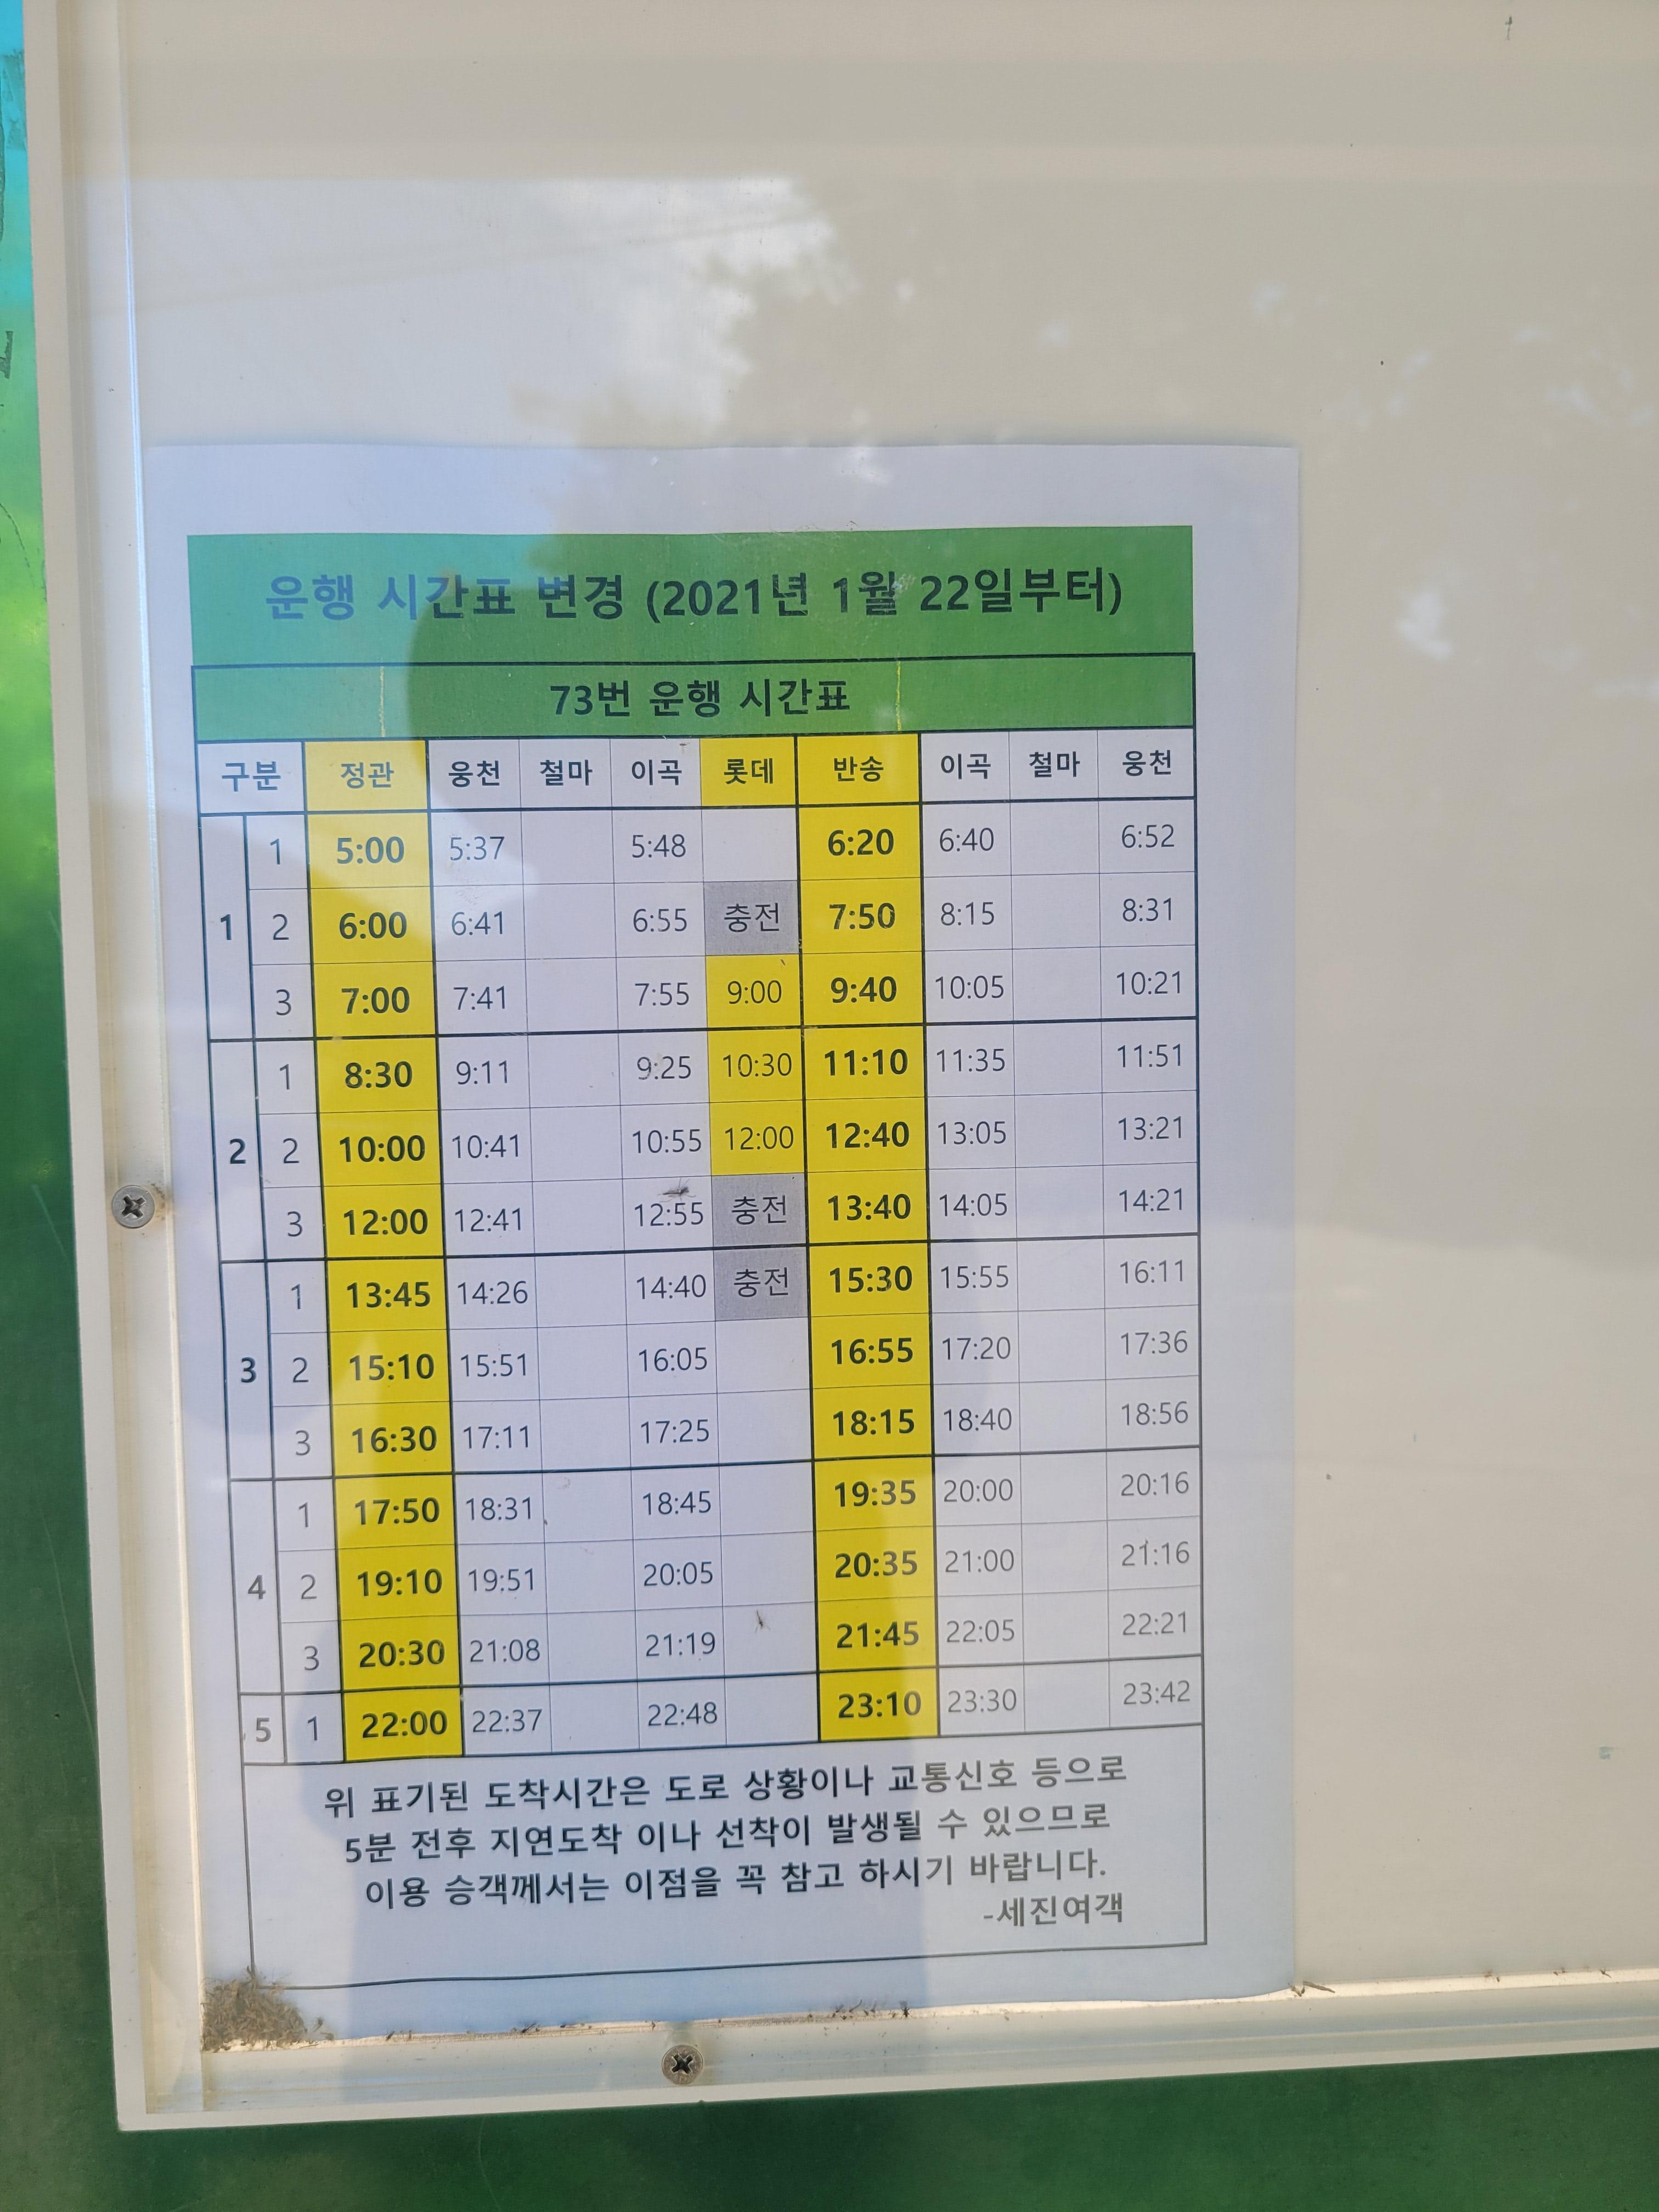 운행 시간표 변경 (2021년 1월 22일부터)
73번 운행 시간표
구분 정관 웅천 철마 이곡 롯데 반송 이곡 철마 웅천
1 1 5:00 5:37 5:48 6:20 6:40 6:52
2 6:00 6:41 6:55 충전 7:50 8:15 8:31
3 7:00 7:41 7:55 9:00 9:40 10:05 10:21
2 1 8:30 9:11 9:25 10:30 11:10 11:35 11:51
2 10:00 10:41 10:55 12:00 12:40 13:05 13:21
3 12:00 12:41 12:55 충전 13:40 14:05 14:21
3 1 13:45 14:26 14:40 충전 15:30 15:55 16:11
2 15:10 15:51 16:05 16:55 17:20 17:36
3 16:30 17:11 17:25 18:15 18:40 18:56
4 1 17:50 18:31 18:45 19:35 20:00 20:16
2 19:10 19:51 20:05 20:35 21:00 21:16
3 20:30 21:08 21:19 21:45 22:05 22:21
5 1 22:00 22:37 22:48 23:10 23:30 23:42
위 표기된 도착시간은 도로 상황이나 교통신호 등으로
5분 전후 지연도착 이나 선착이 발생될 수 있으므로
이용 승객께서는 이점을 꼭 참고 하시기 바랍니다.
-세진여객